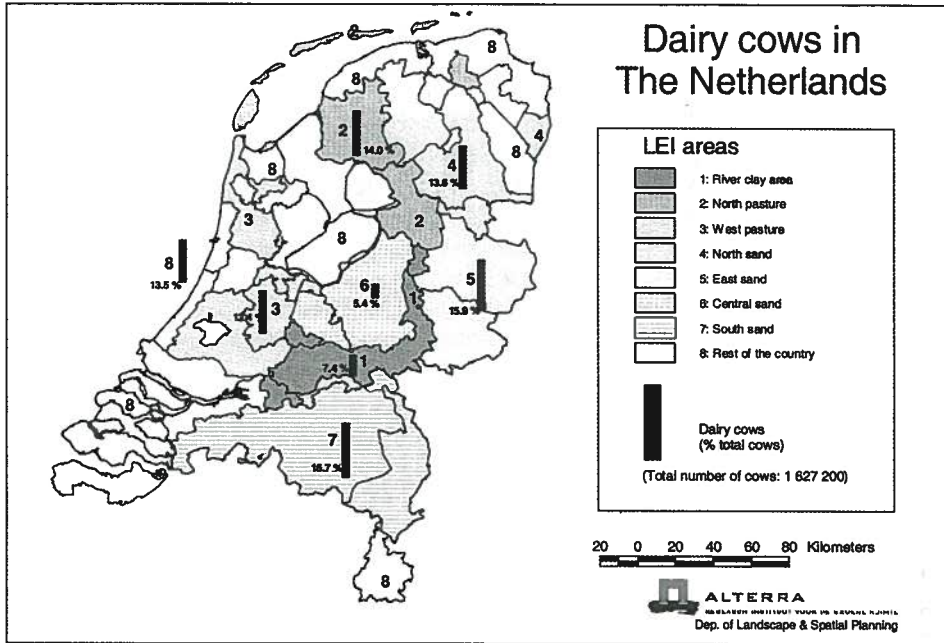 Dairy cows in
The Netherlands
LEI areas
1: River clay area
2: North pasture
3: West pasture
4: North sand
5: East sand
6: Central sand
7: South sand
8: Rest of the country
Dairy cows
(% total cows)
(Total number of cows: 1 627 200)
20 0 20 40 60 80 Kilometers
ALTERRA
Dep. of Landscape & Spatial Planning
8
8
8
2
14.0 %
4
13.6 %
8
4
8
3
2
8
8
13.5 %
6
5.4 %
5
15.9 %
1
3
1
7.4 %
8
7
16.7 %
8